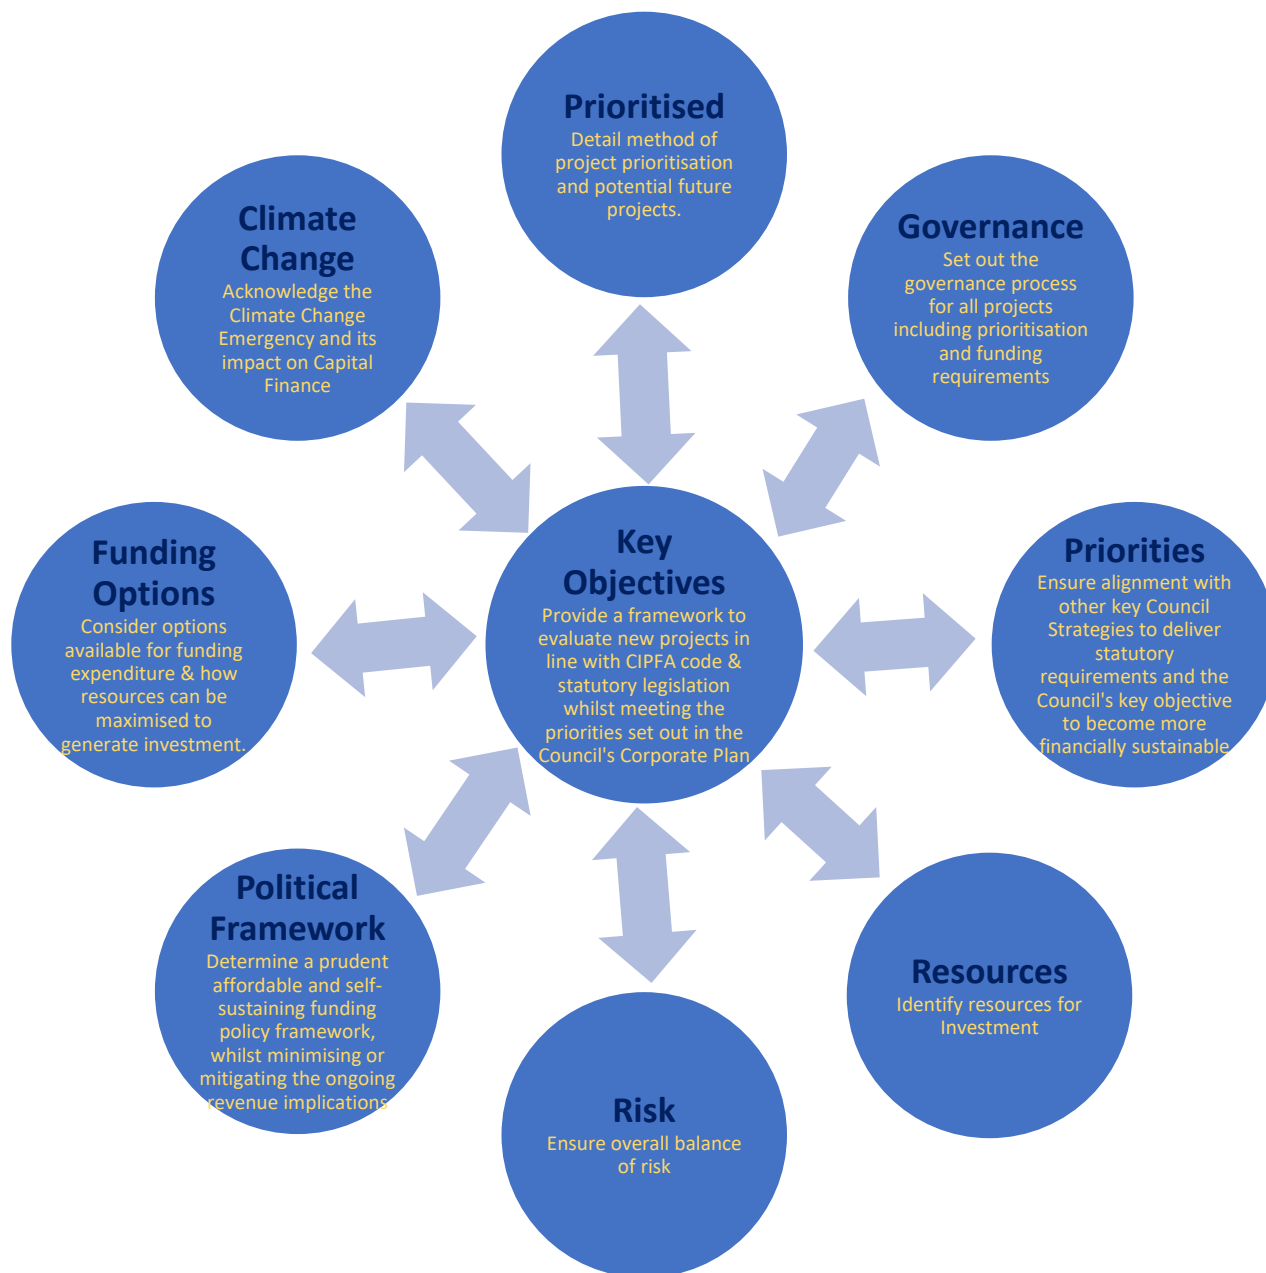 Prioritised
Detail method of
project prioritisation
and potential future
projects.
Climate
Change
Acknowledge the
Climate Change
Emergency and its
impact on Capital
Finance
Governance
Set out the
governance process
for all projects
including prioritisation
and funding
requirements
Funding
Options
Consider options
available for funding
expenditure & how
resources can be
maximised to
generate investment.
Key
Objectives
Provide a framework to
evaluate new projects in
line with CIPFA code &
statutory legislation
whilst meeting the
priorities set out in the
Council's Corporate Plan
Priorities
Ensure alignment with
other key Council
Strategies to deliver
statutory
requirements and the
Council's key objective
to become more
financially sustainable
Political
Framework
Determine a prudent
affordable and self-
sustaining funding
policy framework,
whilst minimising or
mitigating the ongoing
revenue implications
Resources
Identify resources for
Investment
Risk
Ensure overall balance
of risk